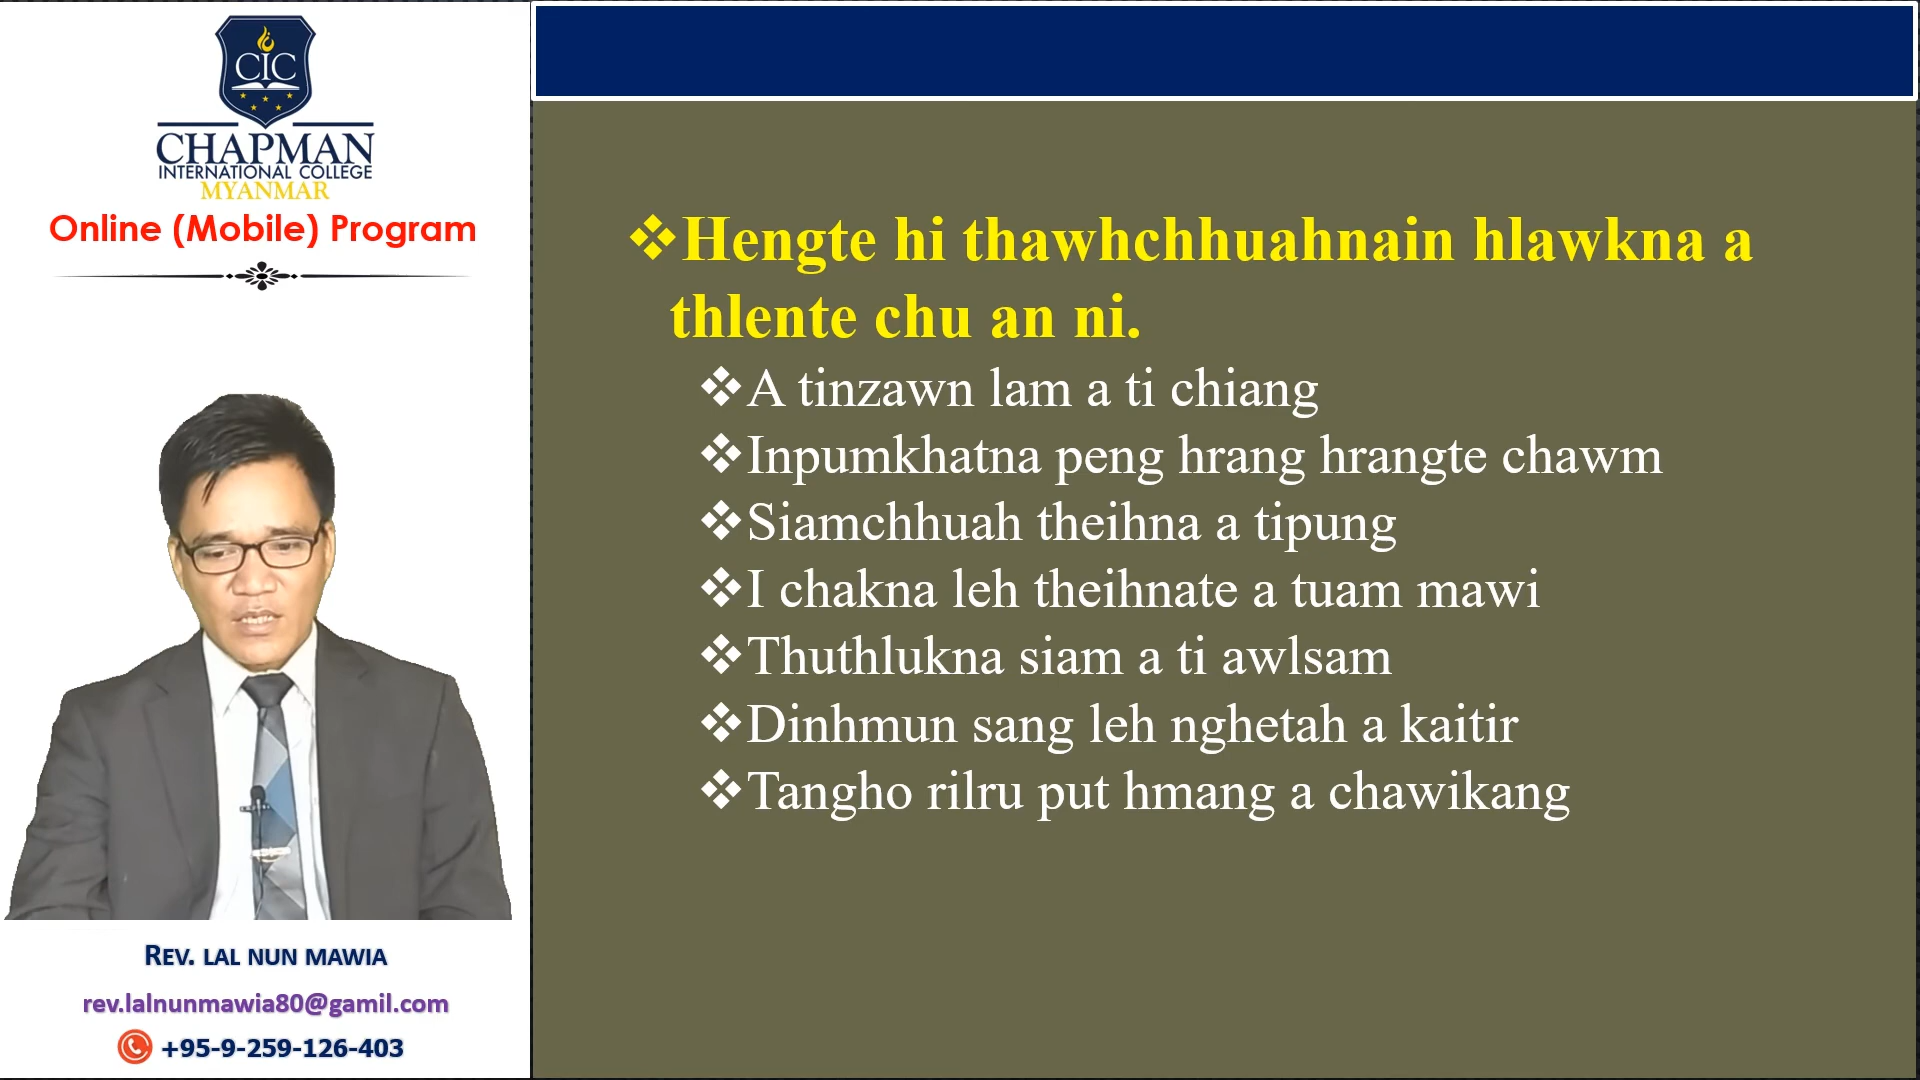 CIC
CHAPMAN
INTERNATIONAL COLLEGE
MYANMAR
Online (Mobile) Program
REV. LAL NUN MAWIA
rev.lalnunmawia80@gamil.com
+95-9-259-126-403
❖Hengte hi thawhchhuahnain hlawkna a
thlente chu an ni.
❖A tinzawn lam a ti chiang
❖Inpumkhatna peng hrang hrangte chawm
❖Siamchhuah theihna a tipung
❖I chakna leh theihnate a tuam mawi
❖Thuthlukna siam a ti awlsam
❖Dinhmun sang leh nghetah a kaitir
❖Tangho rilru put hmang a chawikang